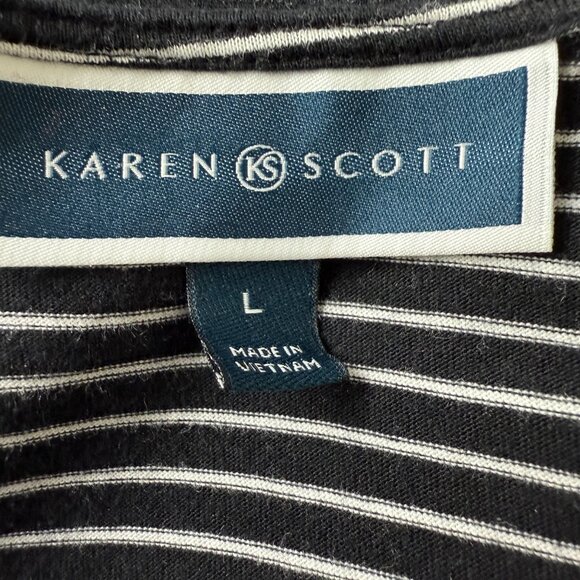 KAREN KS SCOTT
L
MADE IN
VIETNAM